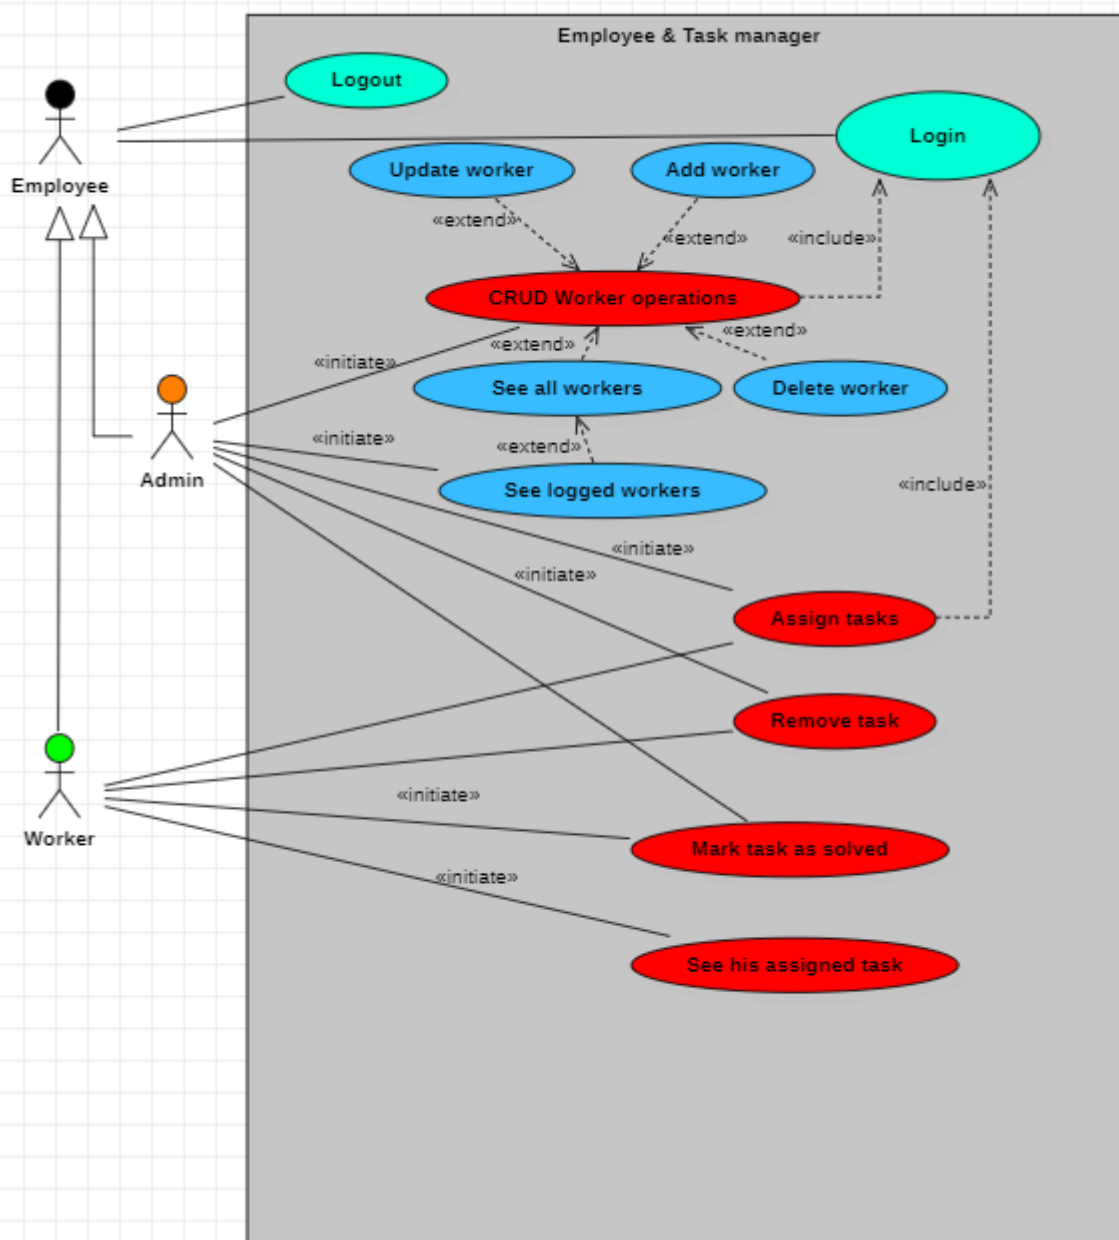 Employee & Task manager
Logout
Login
Employee
Update worker
Add worker
«extend»
«extend»
«include»
CRUD Worker operations
«extend»
«extend»
«initiate»
See all workers
Delete worker
«initiate»
«extend»
Admin
See logged workers
«include»
«initiate»
«initiate»
Assign tasks
Remove task
«initiate»
Worker
Mark task as solved
«initiate»
See his assigned task